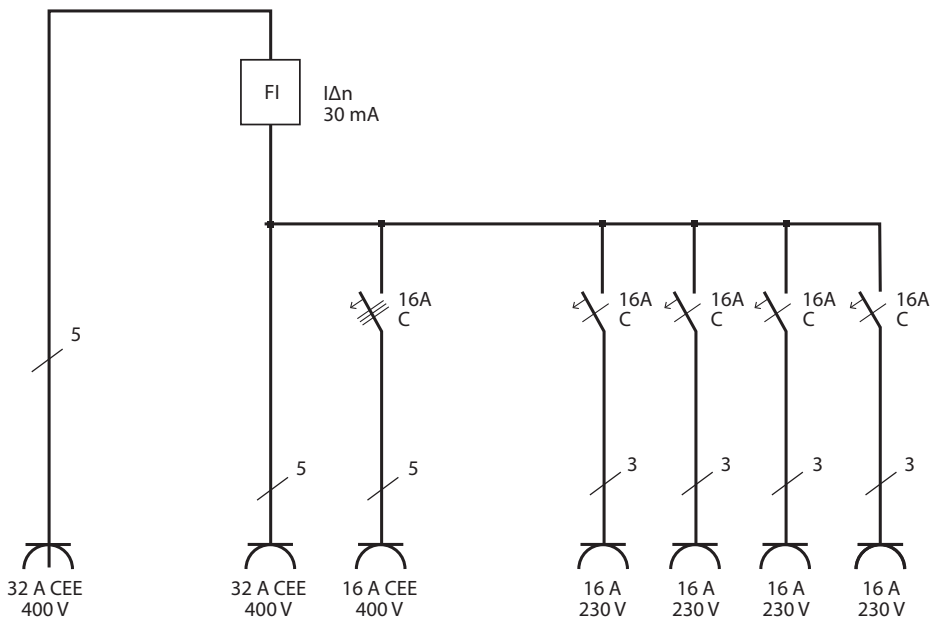 FI
IΔn
30 mA
16A
C
16A
C
16A
C
16A
C
16A
C
5
5
5
3
3
3
3
32 A CEE
400 V
32 A CEE
400 V
16 A CEE
400 V
16 A
230 V
16 A
230 V
16 A
230 V
16 A
230 V